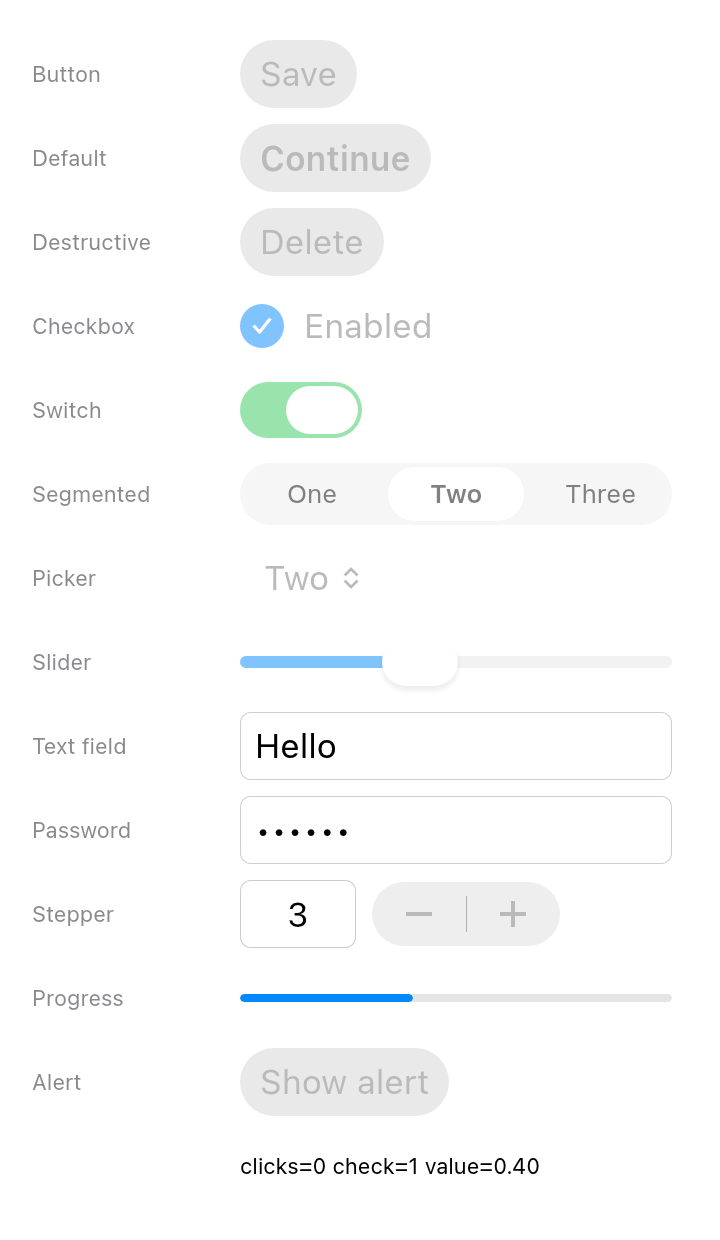 Button Save
Default Continue
Destructive Delete
Checkbox Enabled
Switch
Segmented One Two Three
Picker Two
Slider
Text field Hello
Password ••••••
Stepper 3 − +
Progress
Alert Show alert
clicks=0 check=1 value=0.40